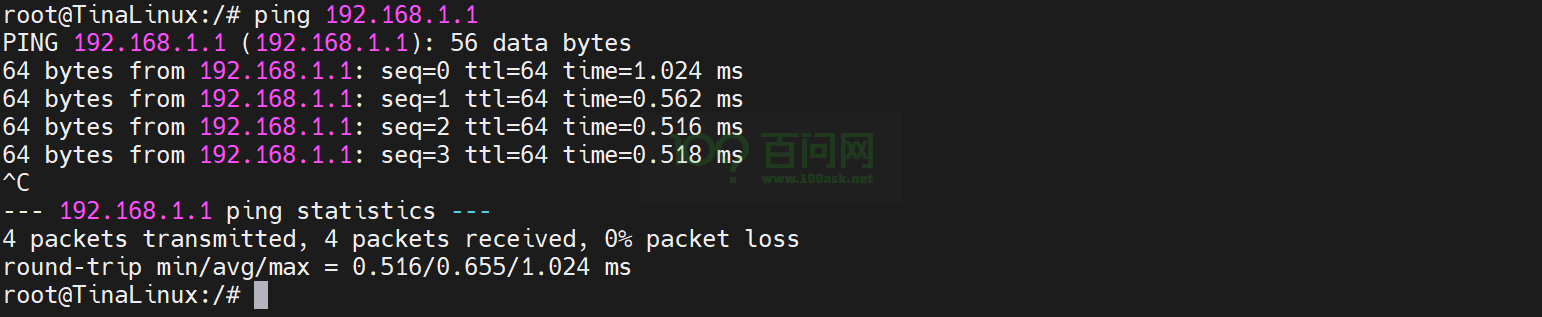 root@TinaLinux:/# ping 192.168.1.1
PING 192.168.1.1 (192.168.1.1): 56 data bytes
64 bytes from 192.168.1.1: seq=0 ttl=64 time=1.024 ms
64 bytes from 192.168.1.1: seq=1 ttl=64 time=0.562 ms
64 bytes from 192.168.1.1: seq=2 ttl=64 time=0.516 ms
64 bytes from 192.168.1.1: seq=3 ttl=64 time=0.518 ms
100? 百问网
www.100ask.net
^C
--- 192.168.1.1 ping statistics ---
4 packets transmitted, 4 packets received, 0% packet loss
round-trip min/avg/max = 0.516/0.655/1.024 ms
root@TinaLinux:/#